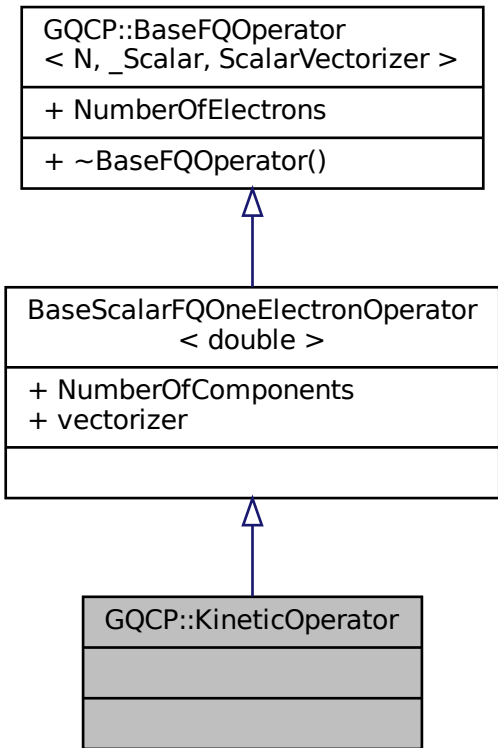 GQCP::BaseFQOperator
< N, _Scalar, ScalarVectorizer >
+ NumberOfElectrons
+ ~BaseFQOperator()
BaseScalarFQOneElectronOperator
< double >
+ NumberOfComponents
+ vectorizer
GQCP::KineticOperator